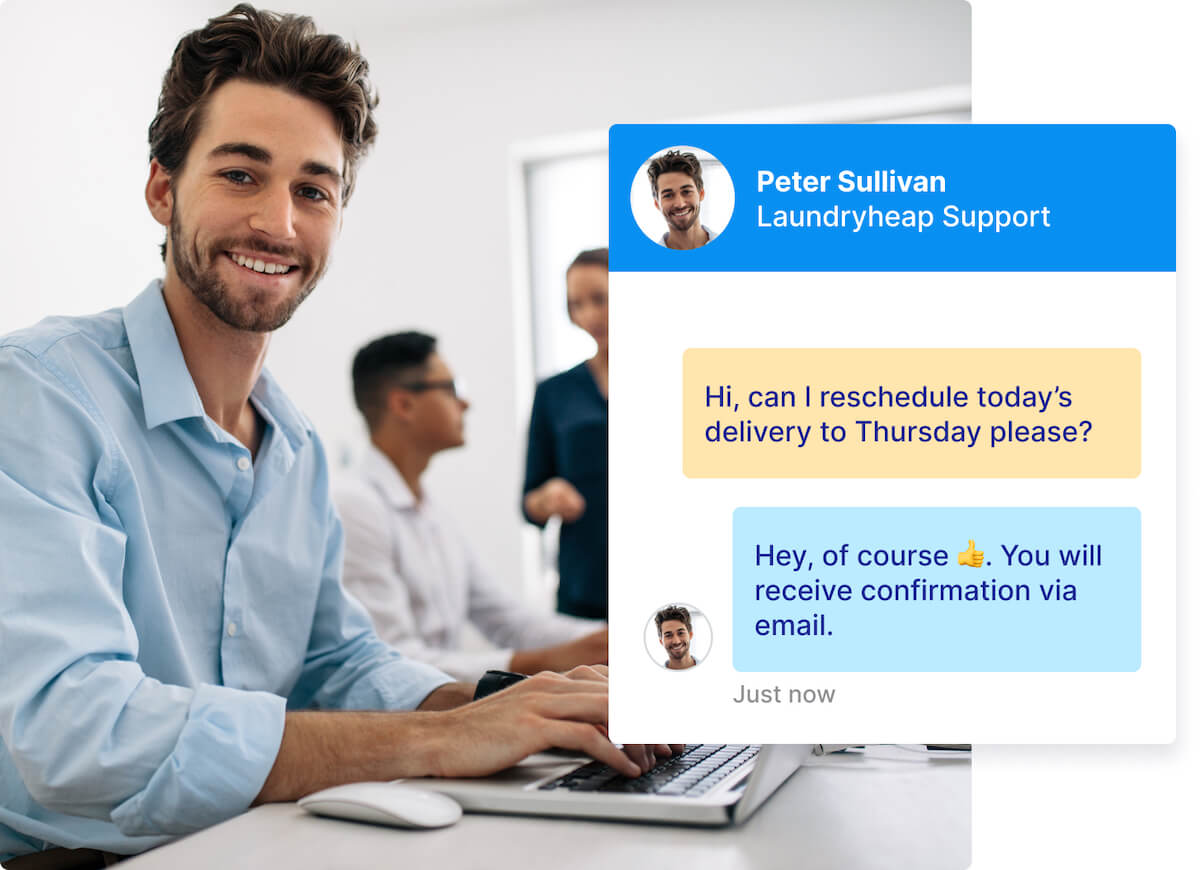 Peter Sullivan
Laundryheap Support
Hi, can I reschedule today’s
delivery to Thursday please?
Hey, of course 👍. You will
receive confirmation via
email.
Just now